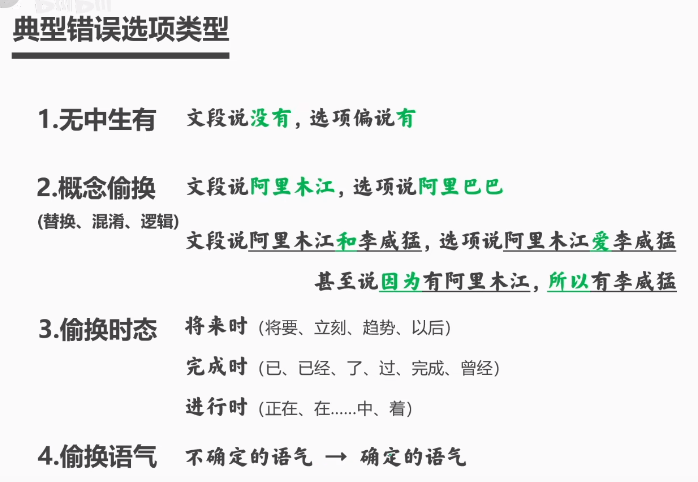 典型错误选项类型
1.无中生有 文段说没有，选项偏说有
2.概念偷换 文段说阿里木江，选项说阿里巴巴
(替换、混淆、逻辑)
文段说阿里木江和李威猛，选项说阿里木江爱李威猛
甚至说因为有阿里木江，所以有李威猛
3.偷换时态 将来时（将要、立刻、趋势、以后）
完成时（已、已经、了、过、完成、曾经）
进行时（正在、在......中、着）
4.偷换语气 不确定的语气 → 确定的语气